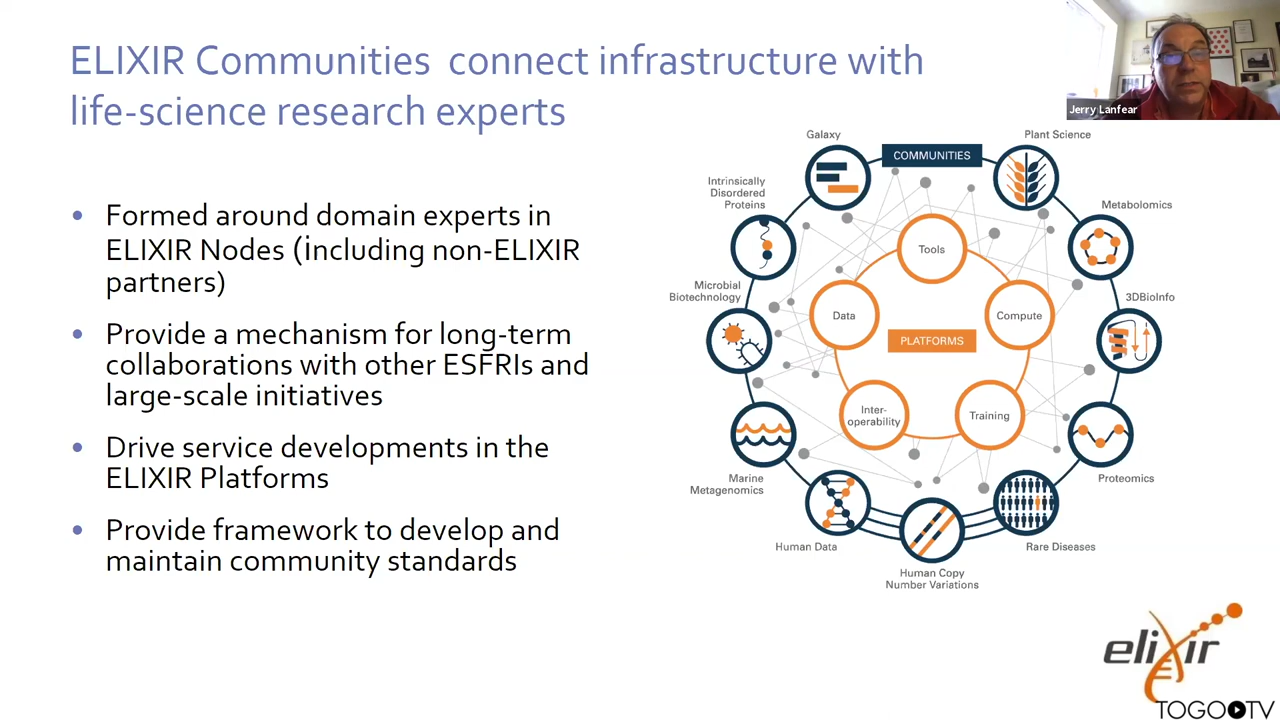 ELIXIR Communities connect infrastructure with
life-science research experts
Jerry Lanfear
• Formed around domain experts in
ELIXIR Nodes (including non-ELIXIR
partners)
• Provide a mechanism for long-term
collaborations with other ESFRIs and
large-scale initiatives
• Drive service developments in the
ELIXIR Platforms
• Provide framework to develop and
maintain community standards
COMMUNITIES
Galaxy
Plant Science
Intrinsically
Disordered
Proteins
Metabolomics
Microbial
Biotechnology
3DBioInfo
Tools
Data
Compute
PLATFORMS
Inter-
operability
Training
Marine
Metagenomics
Proteomics
Human Data
Rare Diseases
Human Copy
Number Variations
elixir
TOGOTV